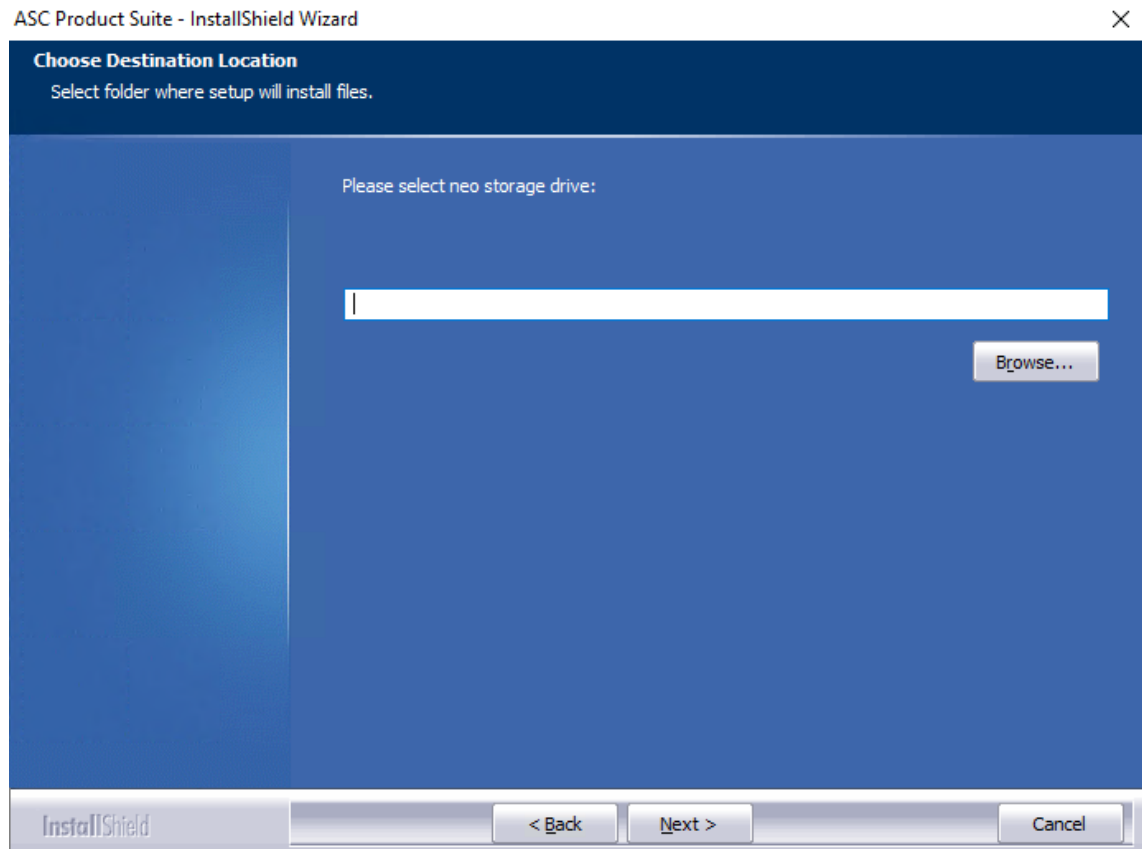 ASC Product Suite - InstallShield Wizard
Choose Destination Location
Select folder where setup will install files.
Please select neo storage drive:
Browse...
InstallShield
< Back
Next >
Cancel